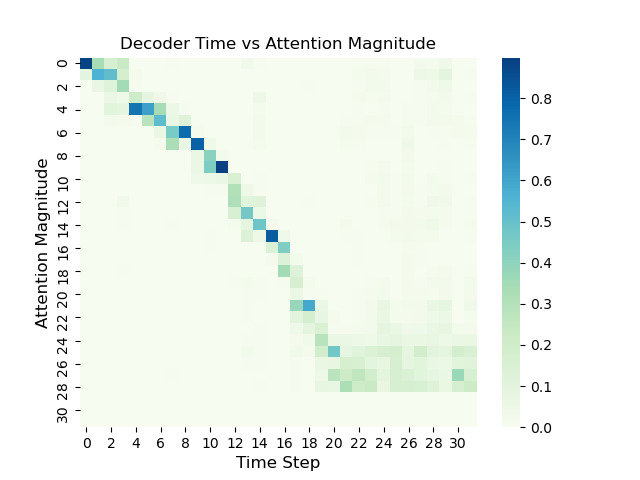 Decoder Time vs Attention Magnitude
Attention Magnitude
0 2 4 6 8 10 12 14 16 18 20 22 24 26 28 30
0 2 4 6 8 10 12 14 16 18 20 22 24 26 28 30
Time Step
0.8
0.7
0.6
0.5
0.4
0.3
0.2
0.1
0.0